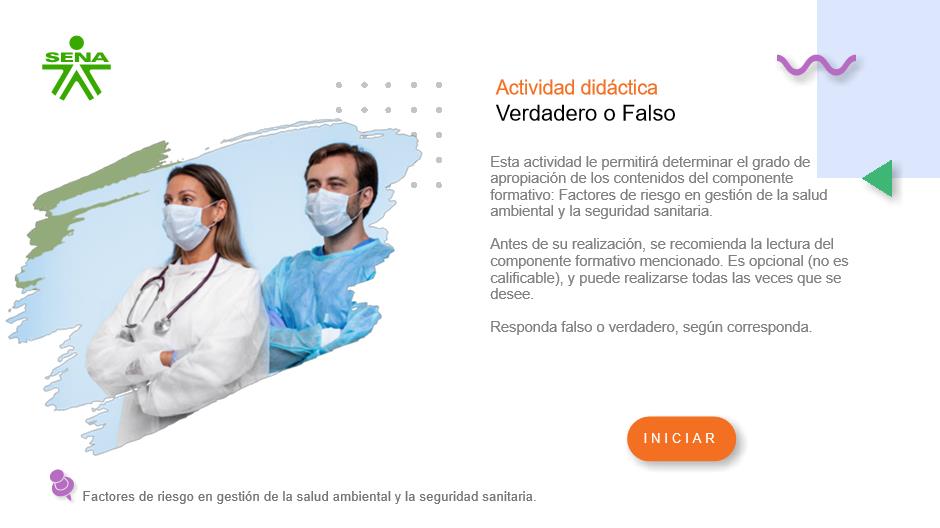 SENA
Actividad didáctica
Verdadero o Falso
Esta actividad le permitirá determinar el grado de
apropiación de los contenidos del componente
formativo: Factores de riesgo en gestión de la salud
ambiental y la seguridad sanitaria.
Antes de su realización, se recomienda la lectura del
componente formativo mencionado. Es opcional (no es
calificable), y puede realizarse todas las veces que se
desee.
Responda falso o verdadero, según corresponda.
INICIAR
Factores de riesgo en gestión de la salud ambiental y la seguridad sanitaria.